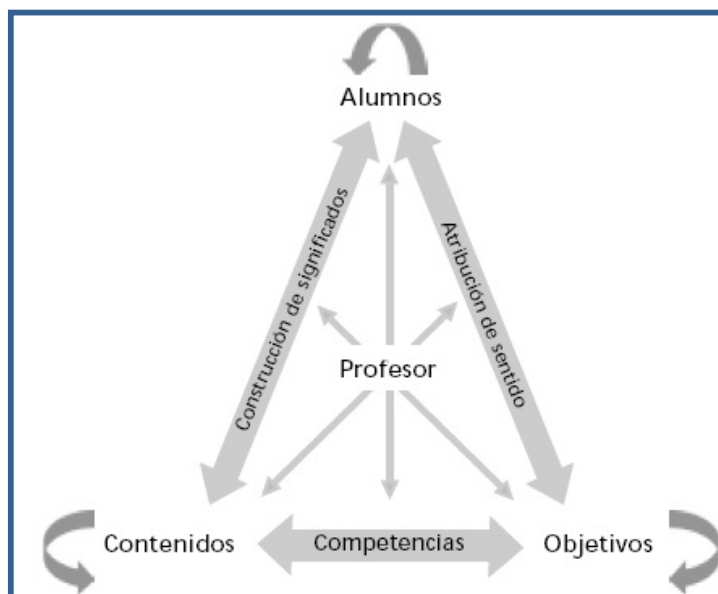 Alumnos
Construcción de significados
Atribución de sentido
Profesor
Contenidos
Competencias
Objetivos